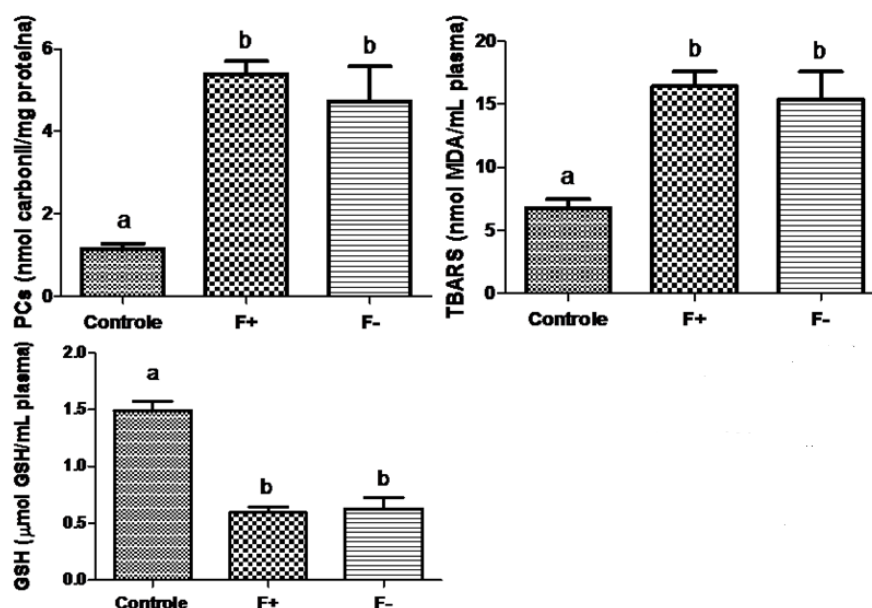 PCs (nmol carbonil/mg proteína)
6
4
2
0
a
b
b
Controle
F+
F-
TBARS (nmol MDA/mL plasma)
20
15
10
5
0
a
b
b
Controle
F+
F-
GSH (μmol GSH/mL plasma)
2.0
1.5
1.0
0.5
0.0
a
b
b
Controle
F+
F-